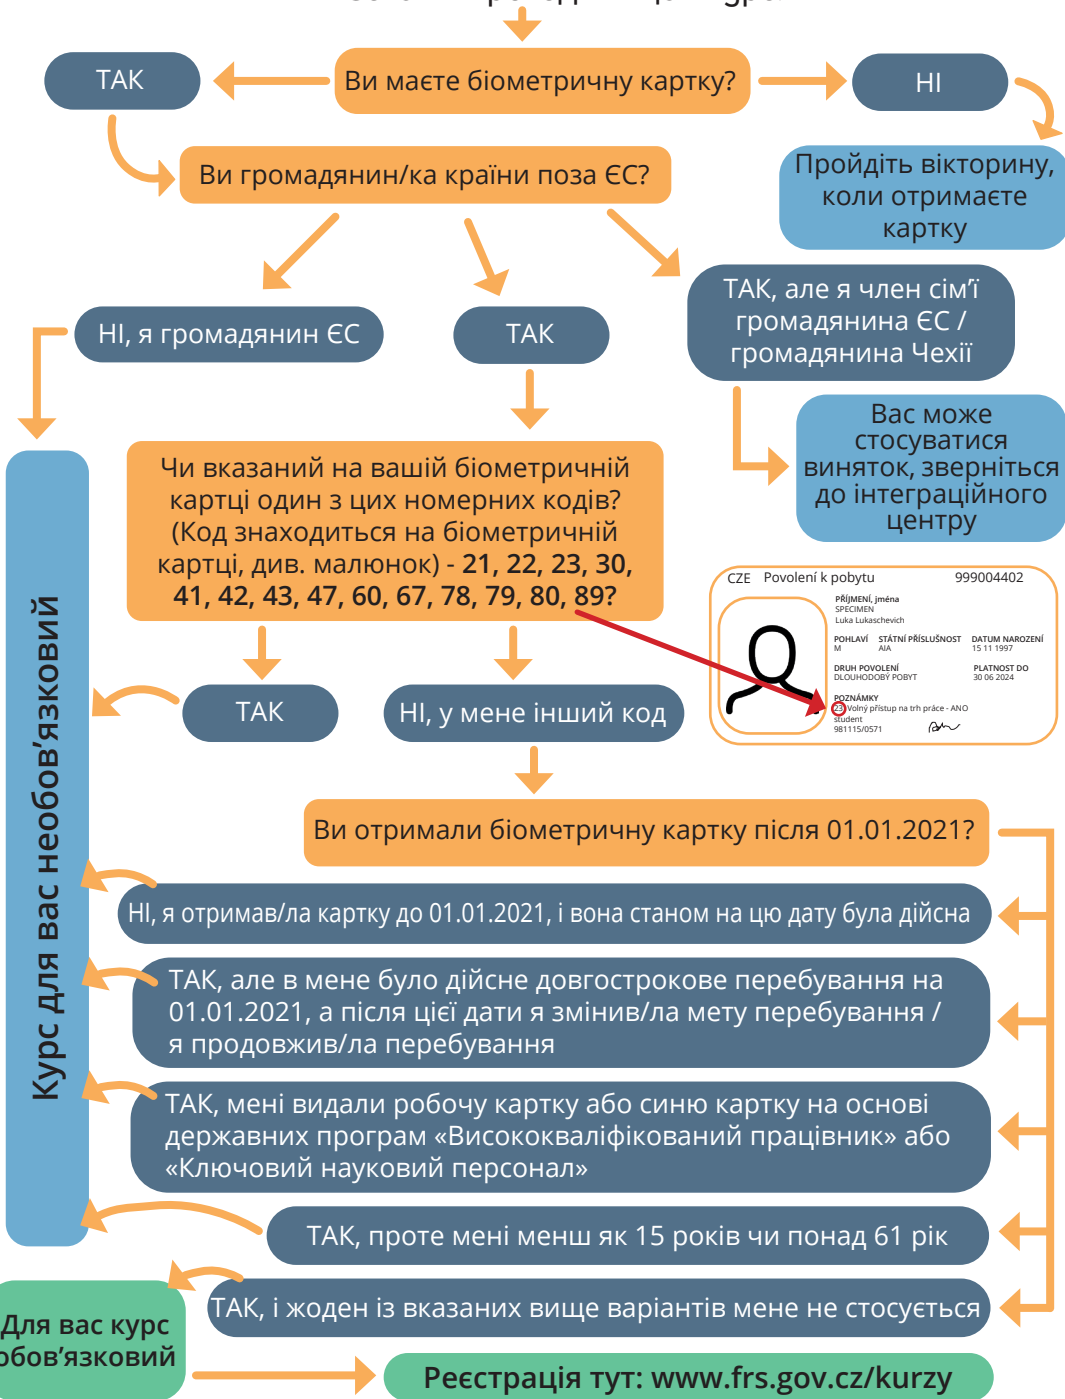 Ви маєте біометричну картку?
ТАК
НІ
Пройдіть вікторину,
коли отримаєте
картку
Ви громадянин/ка країни поза ЄС?
НІ, я громадянин ЄС
ТАК
ТАК, але я член сім'ї
громадянина ЄС /
громадянина Чехії
Вас може
стосуватися
виняток, зверніться
до інтеграційного
центру
Чи вказаний на вашій біометричній
картці один з цих номерних кодів?
(Код знаходиться на біометричній
картці, див. малюнок) - 21, 22, 23, 30,
41, 42, 43, 47, 60, 67, 78, 79, 80, 89?
CZE Povolení k pobytu 999004402
PŘÍJMENÍ, jména
SPECIMEN
Luka Lukaschevich
POHLAVÍ STÁTNÍ PŘÍSLUŠNOST DATUM NAROZENÍ
M AIA 15 11 1997
DRUH POVOLENÍ PLATNOST DO
DLOUHODOBÝ POBYT 30 06 2024
POZNÁMKY
23 Volný přístup na trh práce - ANO
student
981115/0571
ТАК
НІ, у мене інший код
Ви отримали біометричну картку після 01.01.2021?
НІ, я отримав/ла картку до 01.01.2021, і вона станом на цю дату була дійсна
ТАК, але в мене було дійсне довгострокове перебування на
01.01.2021, а після цієї дати я змінив/ла мету перебування /
я продовжив/ла перебування
ТАК, мені видали робочу картку або синю картку на основі
державних програм «Висококваліфікований працівник» або
«Ключовий науковий персонал»
ТАК, проте мені менш як 15 років чи понад 61 рік
ТАК, і жоден із вказаних вище варіантів мене не стосується
Курс для вас необов’язковий
Для вас курс
обов’язковий
Реєстрація тут: www.frs.gov.cz/kurzy